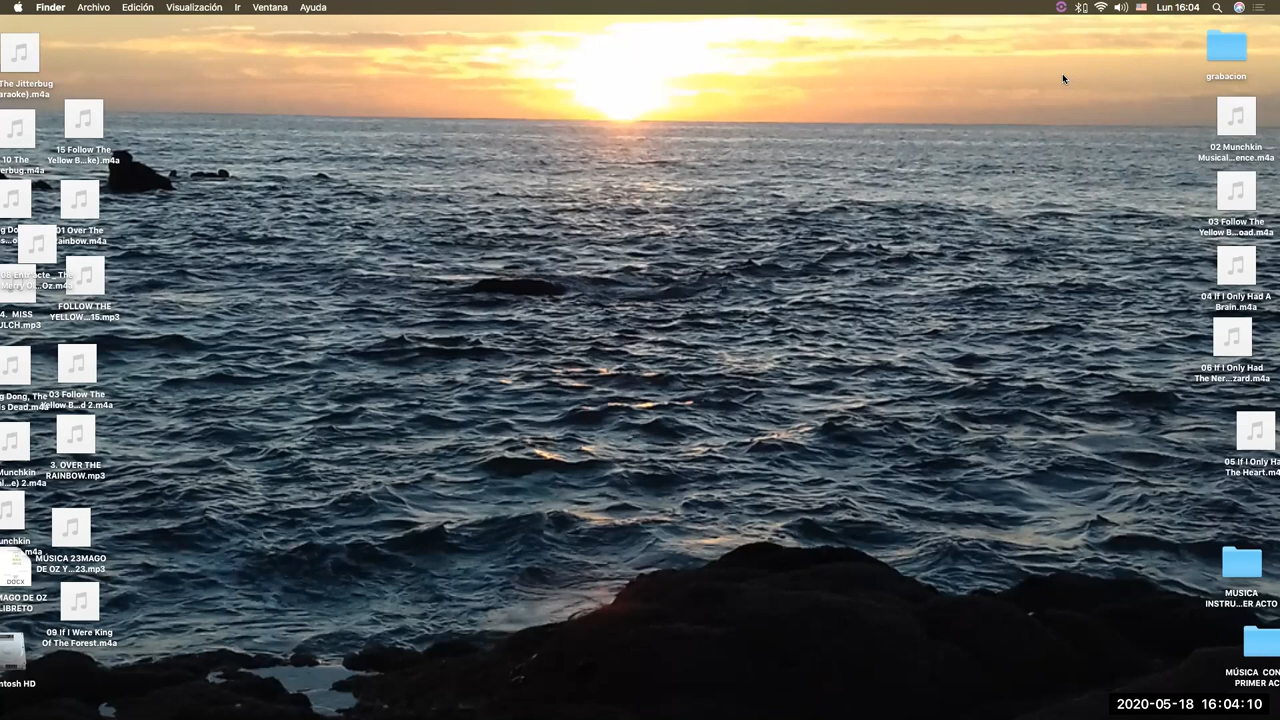 Finder Archivo Edición Visualización Ir Ventana Ayuda
Lun 16:04
The Jitterbug
araoke).m4a
15 Follow The
Yellow B...ke).m4a
10 The
erbug.m4a
01 Over The
ainbow.m4a
08 Entr'acte_ The
Merry Ol...Oz.m4a
4. MISS
ULCH.mp3
FOLLOW THE
YELLOW...15.mp3
g Dong, The
s Dead.m4a
03 Follow The
ellow B...d 2.m4a
Munchkin
al...e) 2.m4a
3. OVER THE
RAINBOW.mp3
unchkin
MÚSICA 23MAGO
DE OZ Y...23.mp3
DOCX
MAGO DE OZ
LIBRETO
09 If I Were King
Of The Forest.m4a
ntosh HD
grabacion
02 Munchkin
Musical...ence.m4a
03 Follow The
Yellow B...oad.m4a
04 If I Only Had A
Brain.m4a
06 If I Only Had
The Ner...zard.m4a
05 If I Only Ha
The Heart.m4
MUSICA
INSTRU...ER ACTO
MÚSICA CON
PRIMER AC
2020-05-18 16:04:10